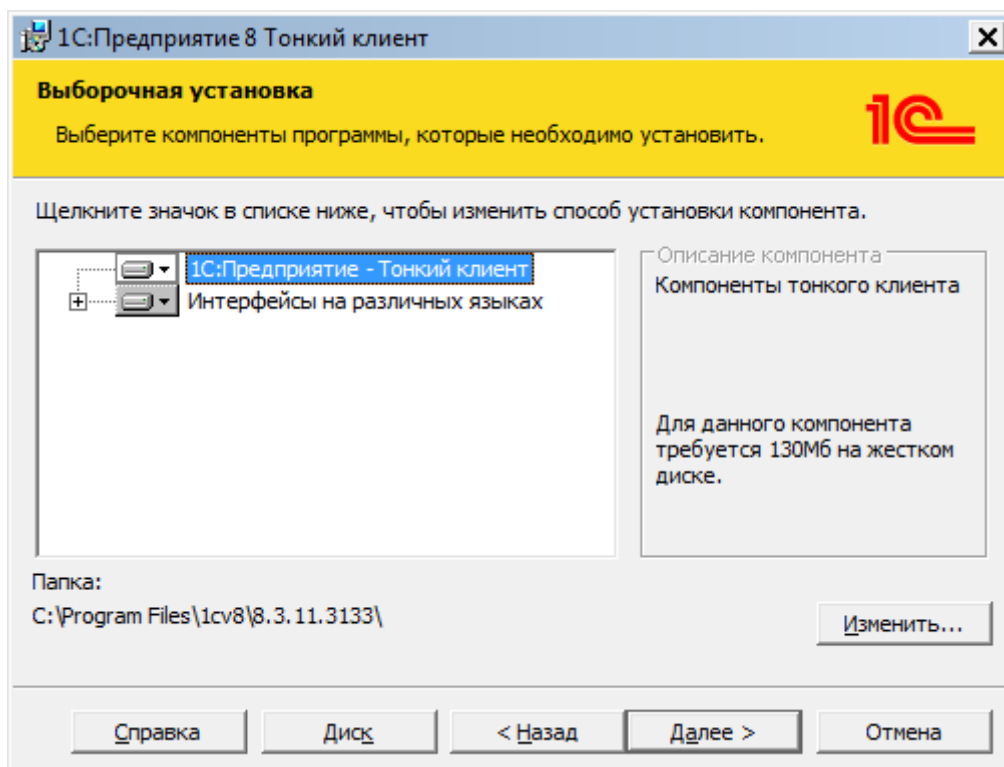 1С:Предприятие 8 Тонкий клиент
Выборочная установка
Выберите компоненты программы, которые необходимо установить.
1С
Щелкните значок в списке ниже, чтобы изменить способ установки компонента.
1С:Предприятие - Тонкий клиент
Интерфейсы на различных языках
Описание компонента
Компоненты тонкого клиента
Для данного компонента
требуется 130Мб на жестком
диске.
Папка:
C:\Program Files\1cv8\8.3.11.3133\
Изменить...
Справка
Диск
< Назад
Далее >
Отмена